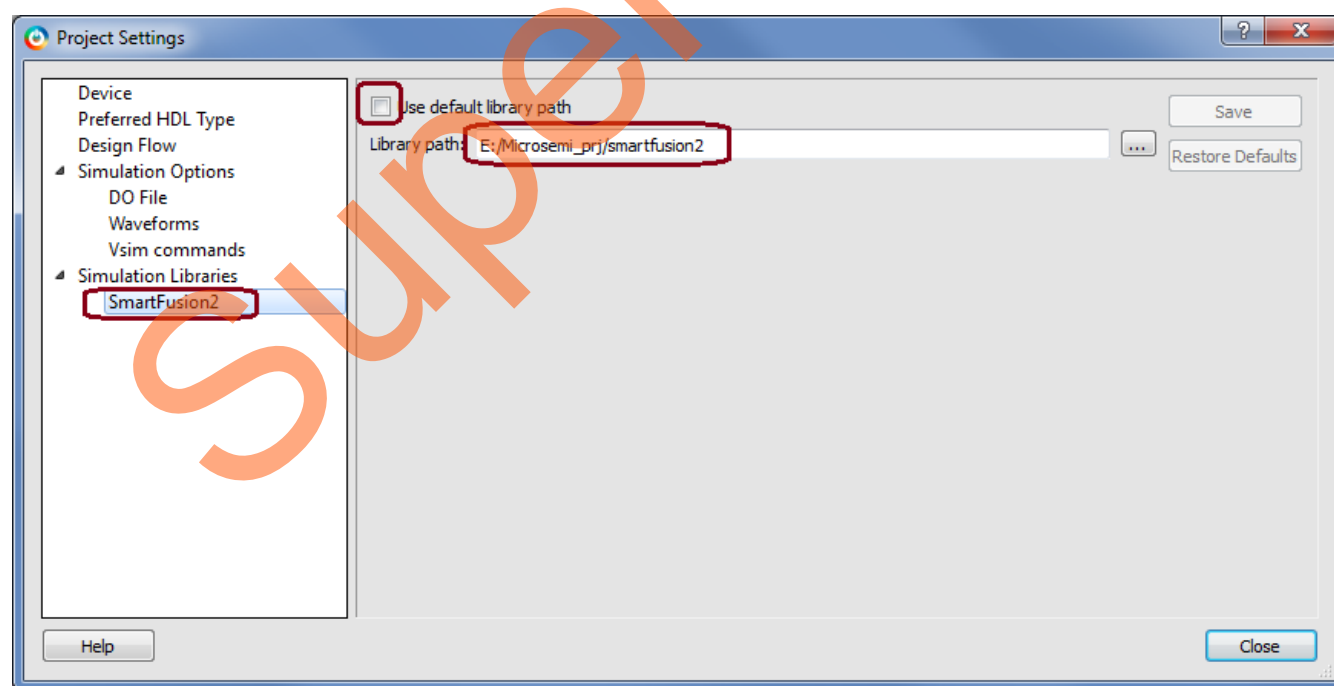 Project Settings
Device
Preferred HDL Type
Design Flow
Simulation Options
DO File
Waveforms
Vsim commands
Simulation Libraries
SmartFusion2
Use default library path
Library path: E:/Microsemi_prj/smartfusion2
...
Save
Restore Defaults
Help
Close
Super